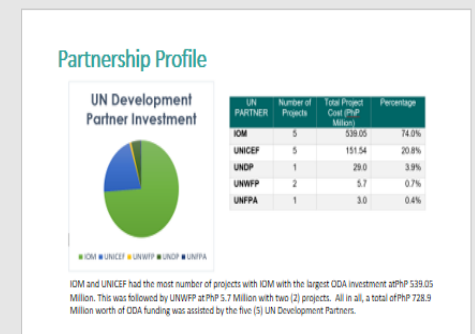 Partnership Profile
UN Development
Partner Investment
IOM UNICEF UNWFP UNDP UNFPA
UN PARTNER Number of Projects Total Project Cost (PhP Million) Percentage
IOM 5 539.05 74.0%
UNICEF 5 151.54 20.8%
UNDP 1 29.0 3.9%
UNWFP 2 5.7 0.7%
UNFPA 1 3.0 0.4%
IOM and UNICEF had the most number of projects with IOM with the largest ODA investment atPhP 539.05
Million. This was followed by UNWFP atPhP 5.7 Million with two (2) projects. All in all, a total ofPhP 728.9
Million worth of ODA funding was assisted by the five (5) UN Development Partners.